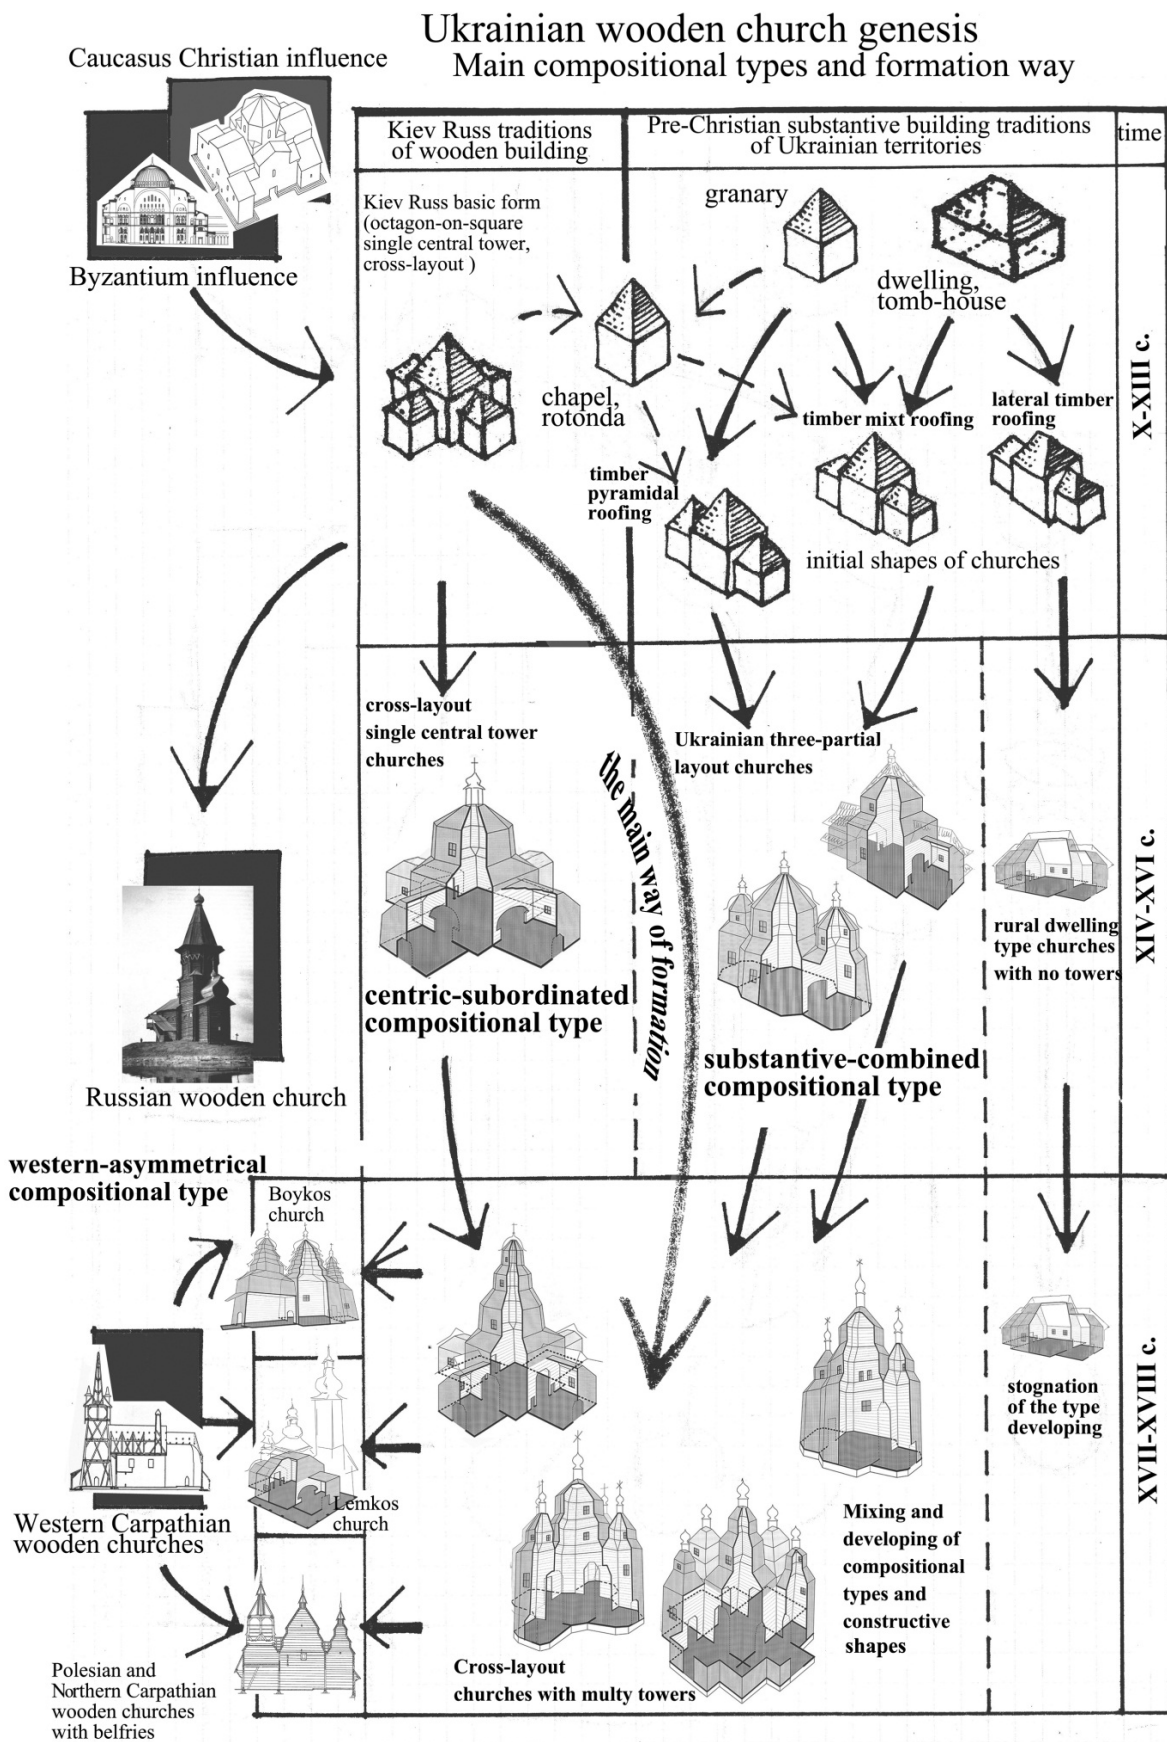 Ukrainian wooden church genesis
Main compositional types and formation way
Caucasus Christian influence
Byzantium influence
Kiev Russ traditions
of wooden building
Pre-Christian substantive building traditions
of Ukrainian territories
time
Kiev Russ basic form
(octagon-on-square
single central tower,
cross-layout )
granary
dwelling,
tomb-house
chapel,
rotonda
timber mixt roofing
lateral timber
roofing
timber
pyramidal
roofing
initial shapes of churches
X-XIII c.
cross-layout
single central tower
churches
the main way of formation
Ukrainian three-partial
layout churches
rural dwelling
type churches
with no towers
XIV-XVI c.
centric-subordinated
compositional type
substantive-combined
compositional type
Russian wooden church
western-asymmetrical
compositional type
Boykos
church
Lemkos
church
Western Carpathian
wooden churches
Polesian and
Northern Carpathian
wooden churches
with belfries
stognation
of the type
developing
Mixing and
developing of
compositional
types and
constructive
shapes
Cross-layout
churches with multy towers
XVII-XVIII c.